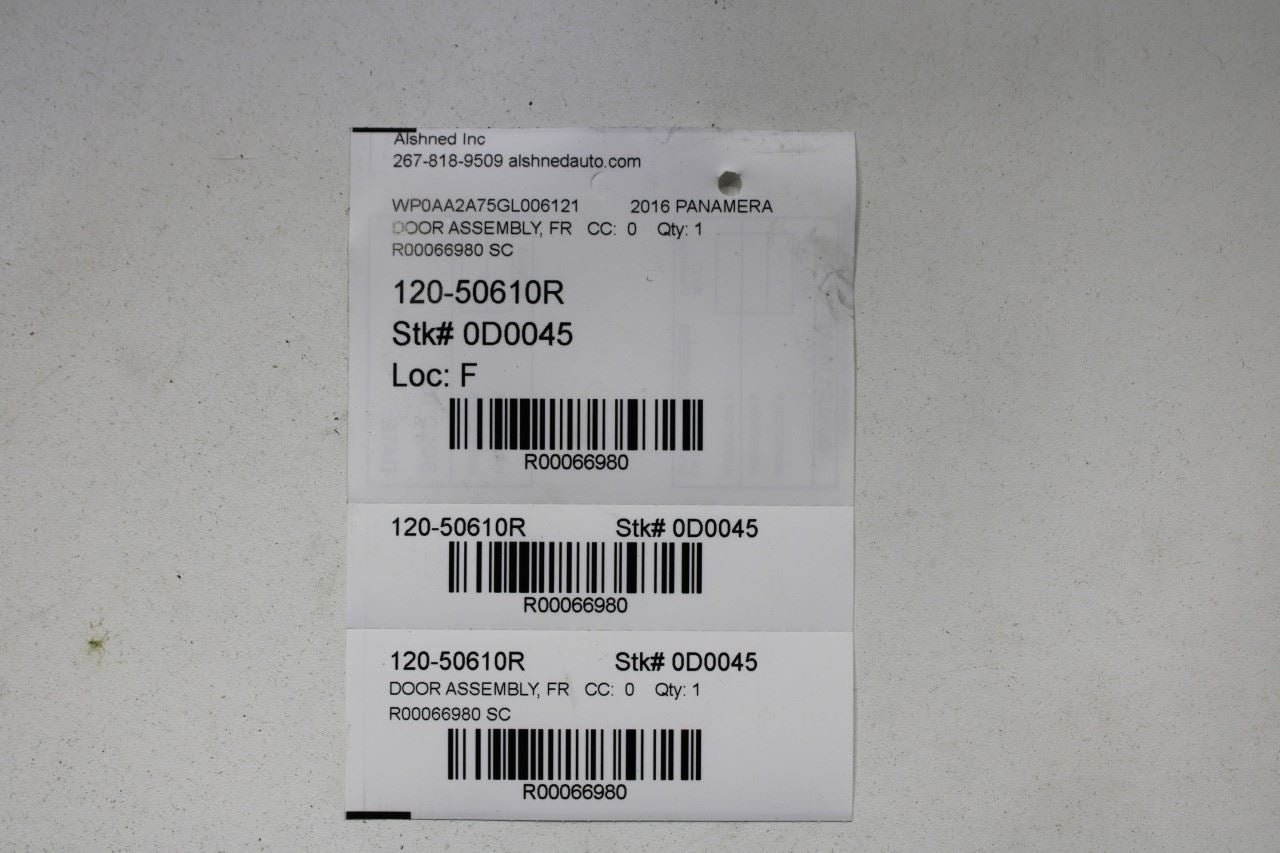 Alshned Inc
267-818-9509 alshnedauto.com
WP0AA2A75GL006121 2016 PANAMERA
DOOR ASSEMBLY, FR CC: 0 Qty: 1
R00066980 SC
120-50610R
Stk# 0D0045
Loc: F
R00066980
120-50610R Stk# 0D0045
R00066980
120-50610R Stk# 0D0045
DOOR ASSEMBLY, FR CC: 0 Qty: 1
R00066980 SC
R00066980